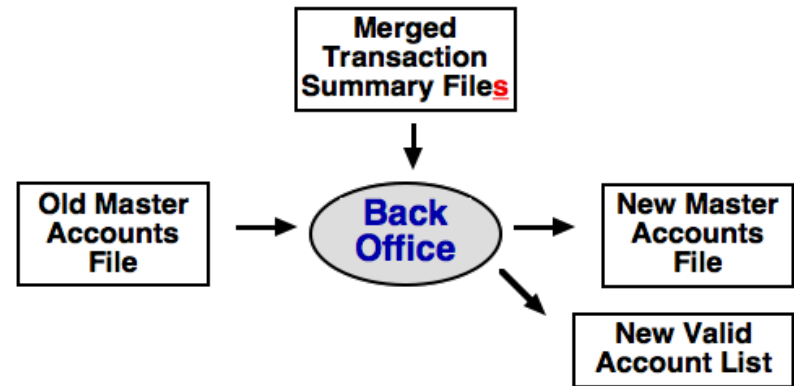 Merged
Transaction
Summary Files
Old Master
Accounts
File
Back
Office
New Master
Accounts
File
New Valid
Account List